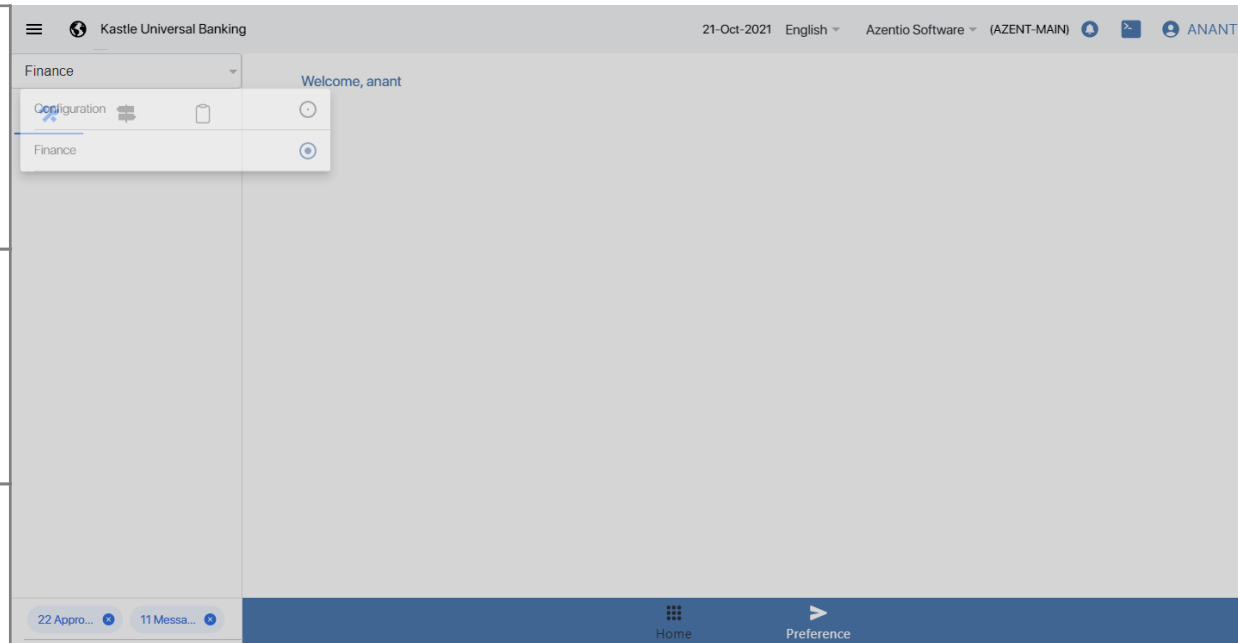 Kastle Universal Banking 21-Oct-2021 English Azentio Software (AZENT-MAIN) ANANT
Finance
Welcome, anant
Configuration
Finance
22 Appro... 11 Messa...
Home Preference